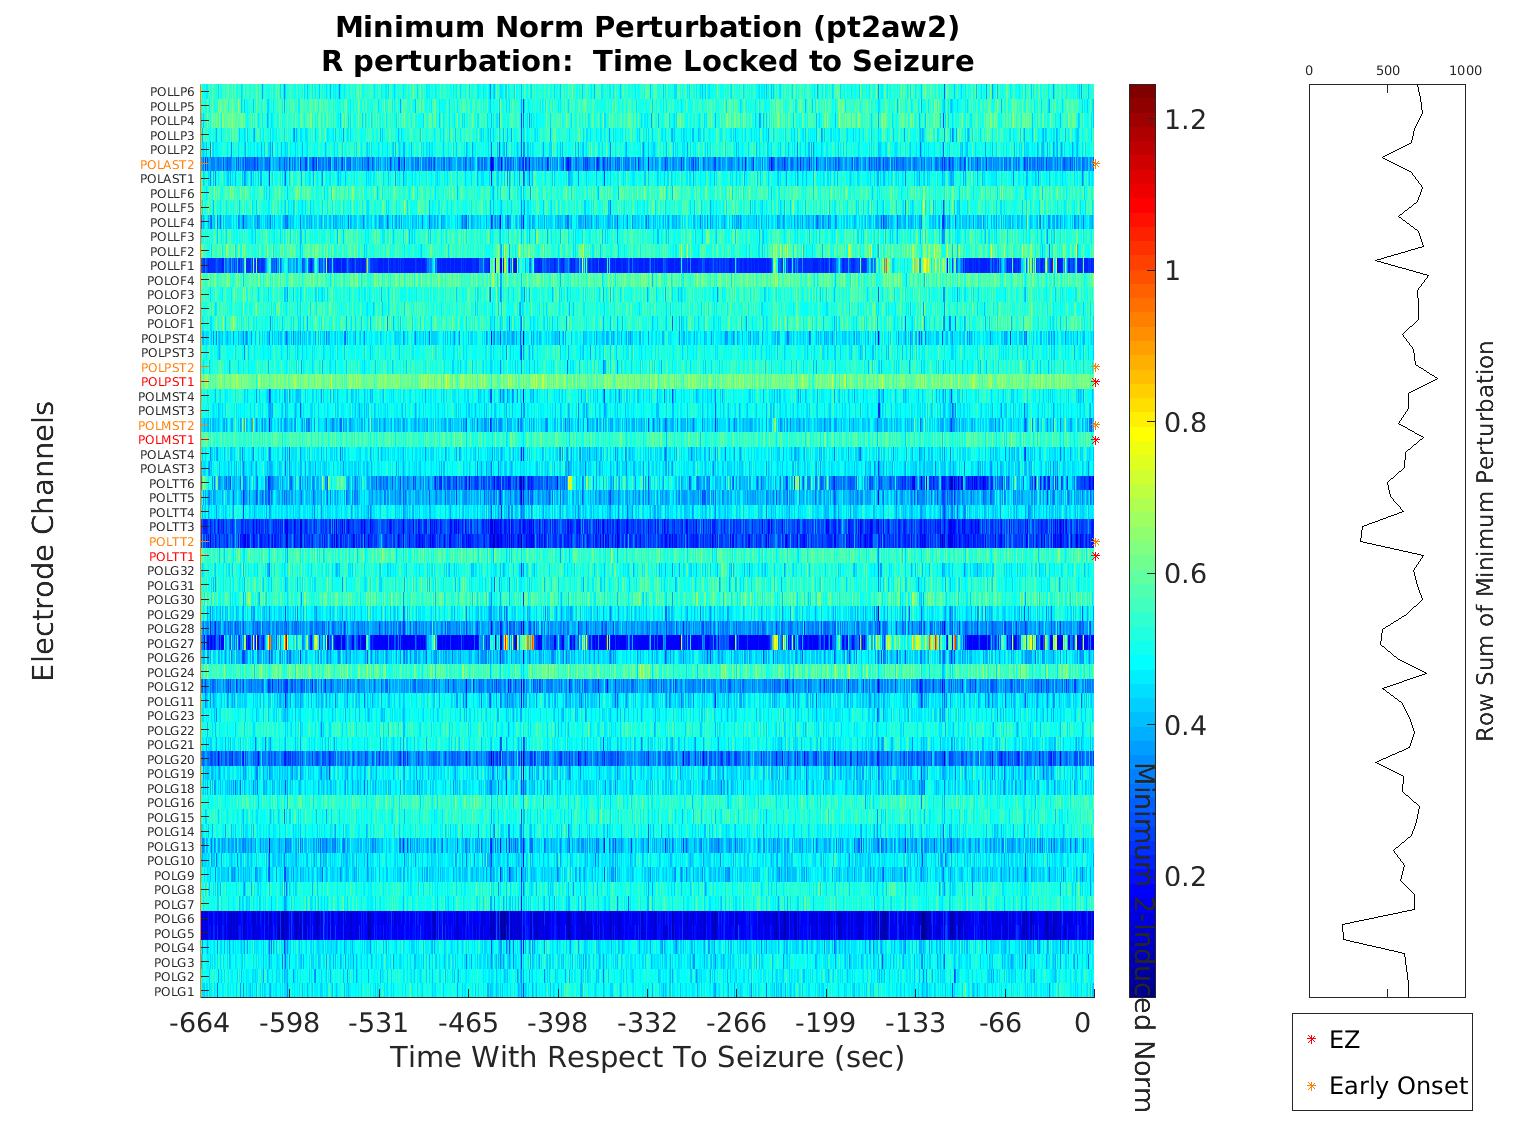 Minimum Norm Perturbation (pt2aw2)
R perturbation:  Time Locked to Seizure
Electrode Channels
POLLP6
POLLP5
POLLP4
POLLP3
POLLP2
POLAST2
POLAST1
POLLF6
POLLF5
POLLF4
POLLF3
POLLF2
POLLF1
POLOF4
POLOF3
POLOF2
POLOF1
POLPST4
POLPST3
POLPST2
POLPST1
POLMST4
POLMST3
POLMST2
POLMST1
POLAST4
POLAST3
POLTT6
POLTT5
POLTT4
POLTT3
POLTT2
POLTT1
POLG32
POLG31
POLG30
POLG29
POLG28
POLG27
POLG26
POLG24
POLG12
POLG11
POLG23
POLG22
POLG21
POLG20
POLG19
POLG18
POLG16
POLG15
POLG14
POLG13
POLG10
POLG9
POLG8
POLG7
POLG6
POLG5
POLG4
POLG3
POLG2
POLG1
-664 -598 -531 -465 -398 -332 -266 -199 -133 -66 0
Time With Respect To Seizure (sec)
1.2
1
0.8
0.6
0.4
0.2
Minimum 2-Induced Norm
0 500 1000
Row Sum of Minimum Perturbation
EZ
Early Onset